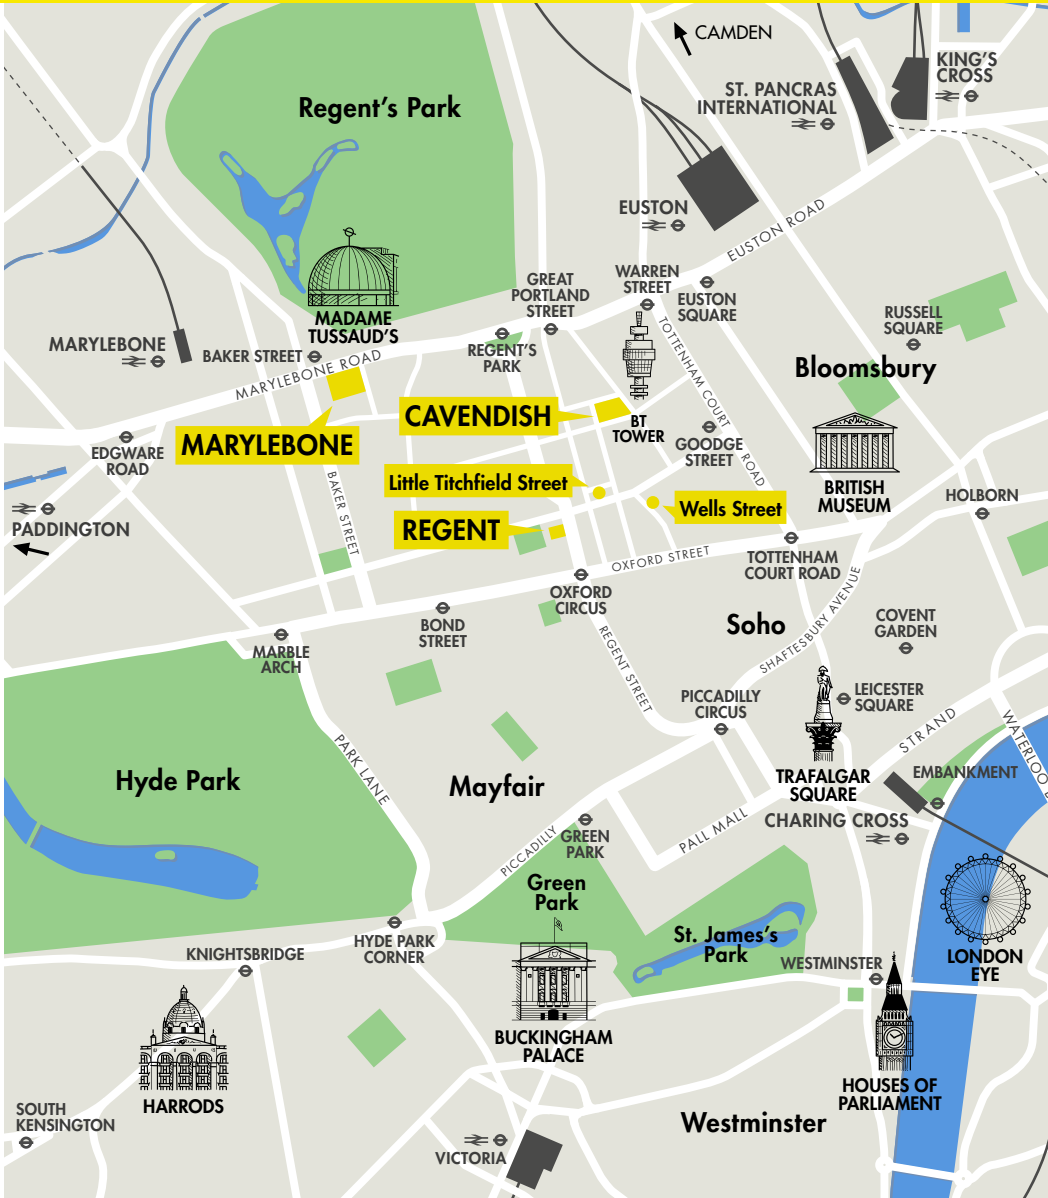 CAMDEN
KING'S
CROSS
ST. PANCRAS
INTERNATIONAL
Regent's Park
EUSTON
EUSTON ROAD
WARREN
STREET
EUSTON
SQUARE
GREAT
PORTLAND
STREET
RUSSELL
SQUARE
MADAME
TUSSAUD'S
MARYLEBONE
BAKER STREET
REGENT'S
PARK
MARYLEBONE ROAD
TOTTENHAM COURT ROAD
Bloomsbury
CAVENDISH
BT
TOWER
MARYLEBONE
EDGWARE
ROAD
GOODGE
STREET
BRITISH
MUSEUM
HOLBORN
Little Titchfield Street
Wells Street
BAKER STREET
PADDINGTON
REGENT
OXFORD STREET
TOTTENHAM
COURT ROAD
OXFORD
CIRCUS
BOND
STREET
MARBLE
ARCH
Soho
SHAFTESBURY AVENUE
COVENT
GARDEN
REGENT STREET
PICCADILLY
CIRCUS
LEICESTER
SQUARE
STRAND
WATERLOO
PARK LANE
Hyde Park
Mayfair
TRAFALGAR
SQUARE
EMBANKMENT
CHARING CROSS
PALL MALL
PICCADILLY
GREEN
PARK
Green
Park
St. James's
Park
HYDE PARK
CORNER
KNIGHTSBRIDGE
WESTMINSTER
LONDON
EYE
BUCKINGHAM
PALACE
HARRODS
HOUSES OF
PARLIAMENT
SOUTH
KENSINGTON
Westminster
VICTORIA